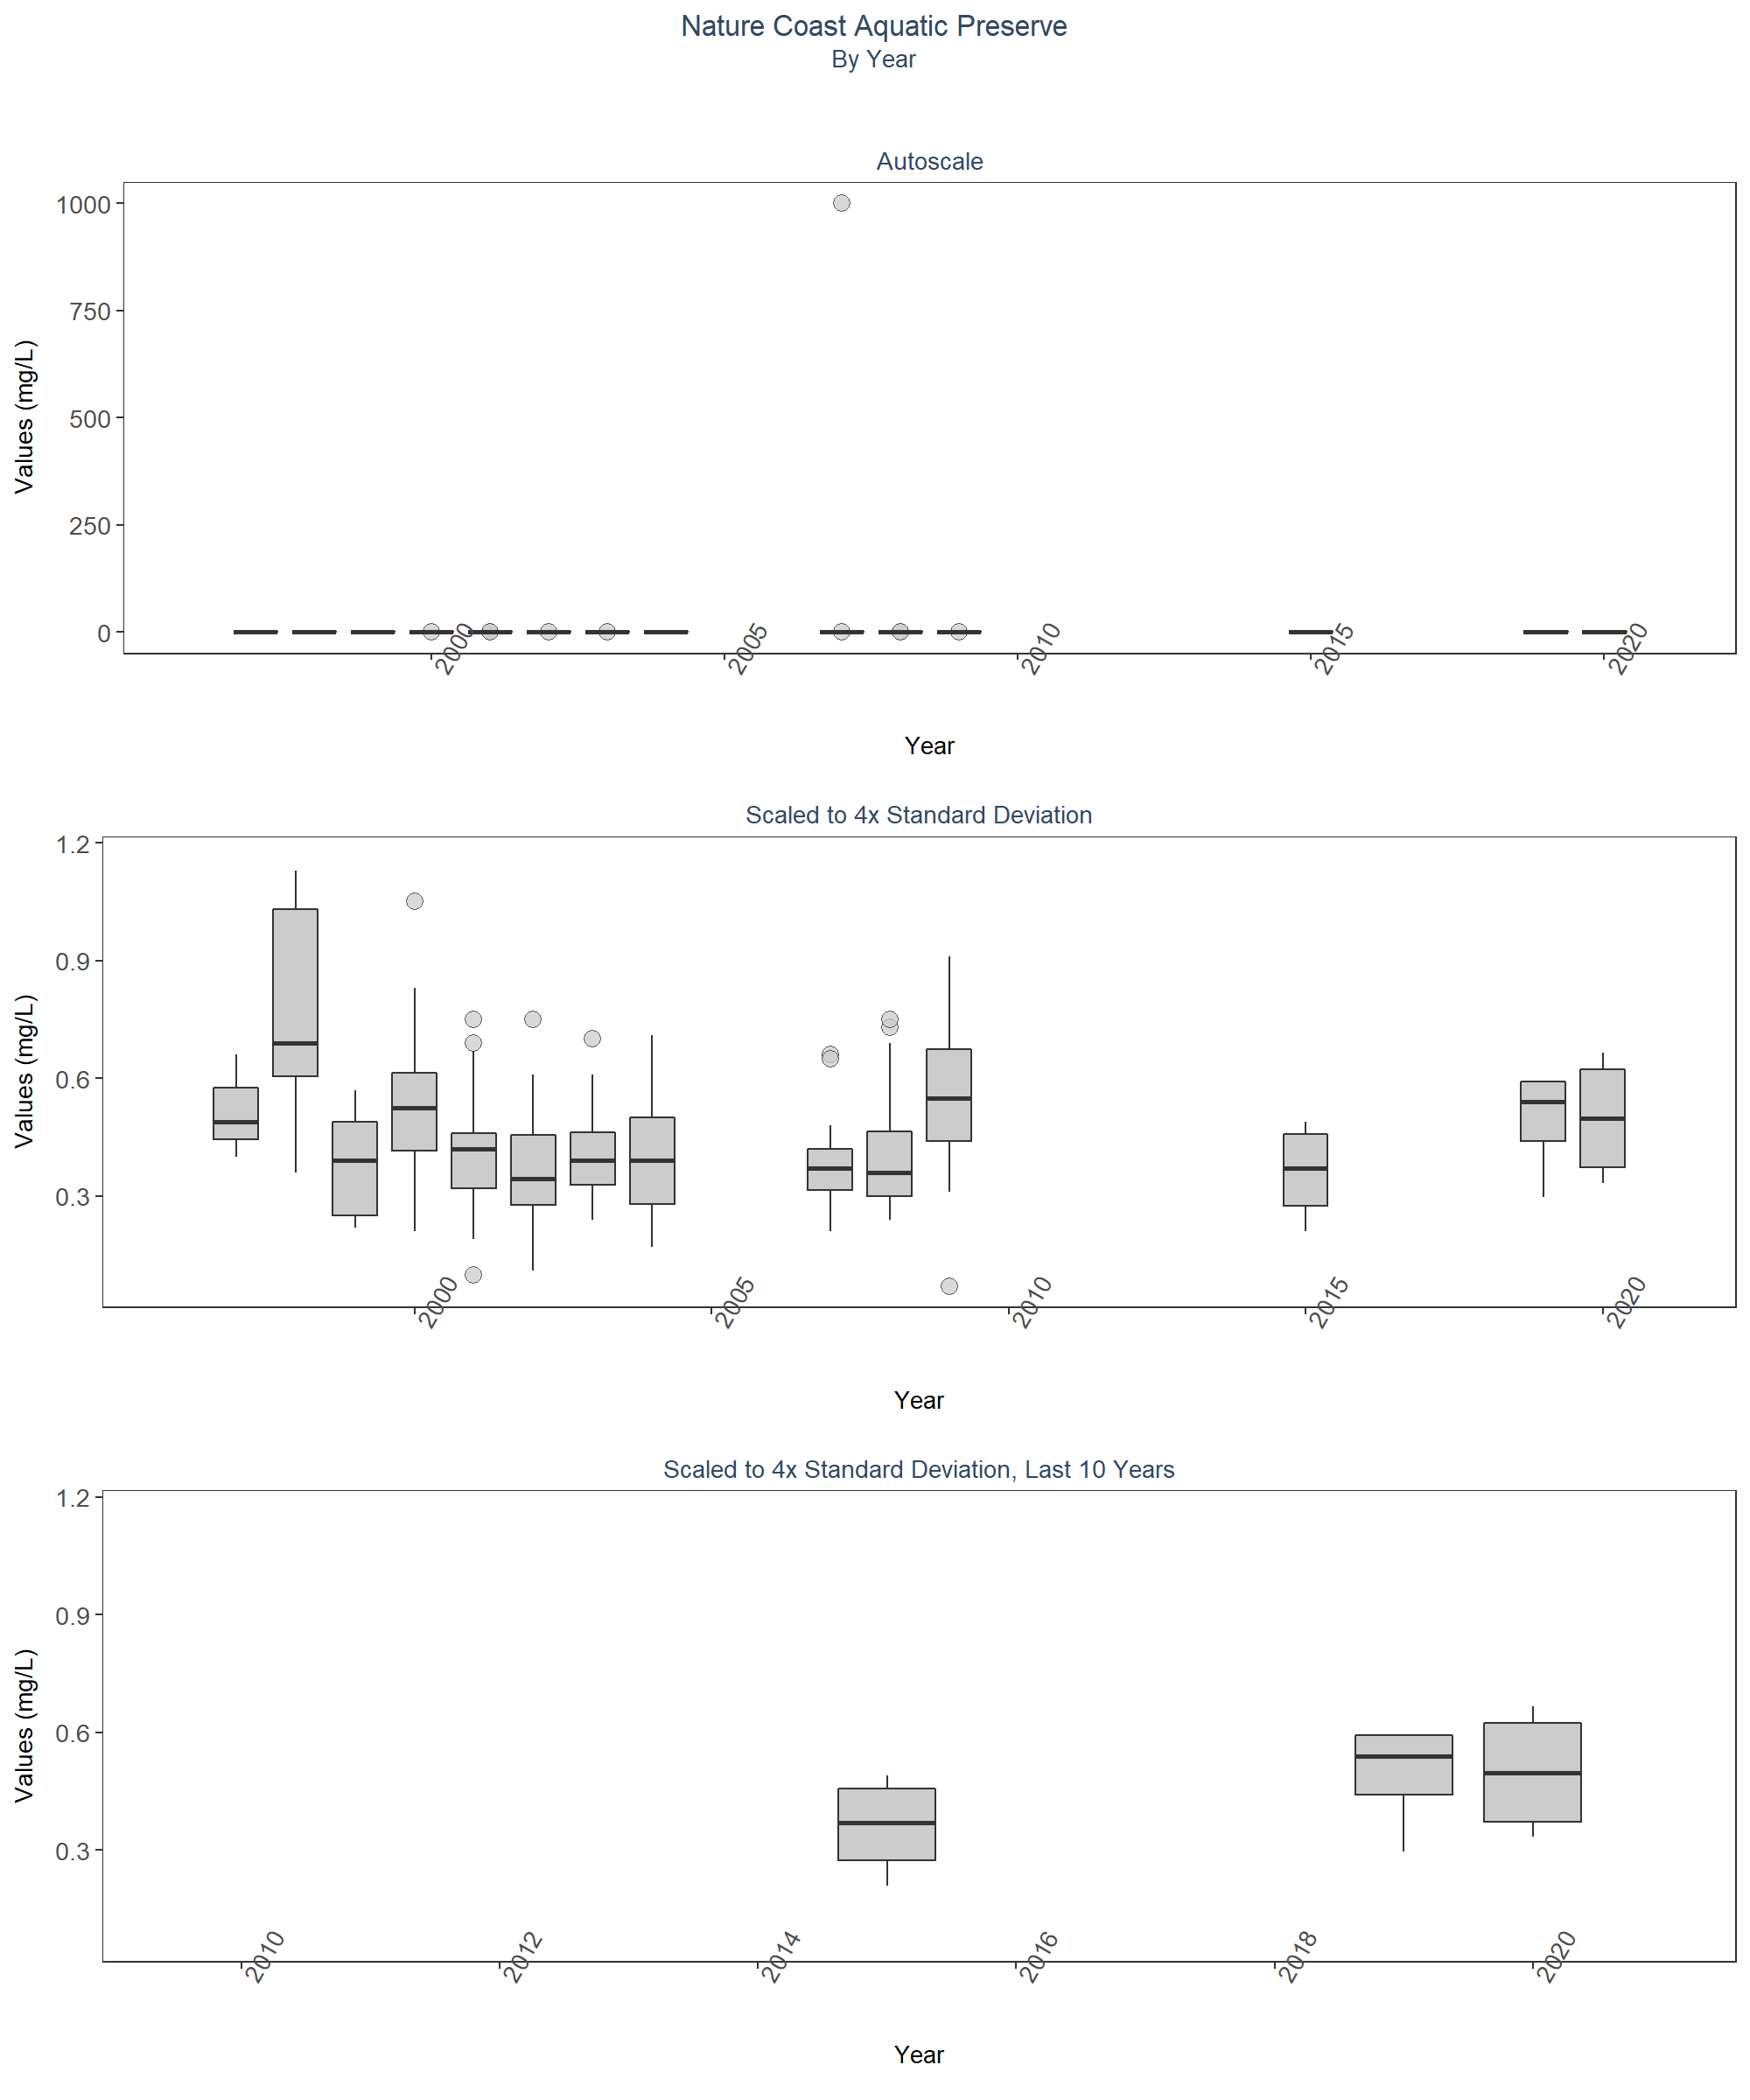 Nature Coast Aquatic Preserve
By Year
Autoscale
Values (mg/L)
1000
750
500
250
0
2000 2005 2010 2015 2020
Year
Scaled to 4x Standard Deviation
Values (mg/L)
1.2
0.9
0.6
0.3
2000 2005 2010 2015 2020
Year
Scaled to 4x Standard Deviation, Last 10 Years
Values (mg/L)
1.2
0.9
0.6
0.3
2010 2012 2014 2016 2018 2020
Year